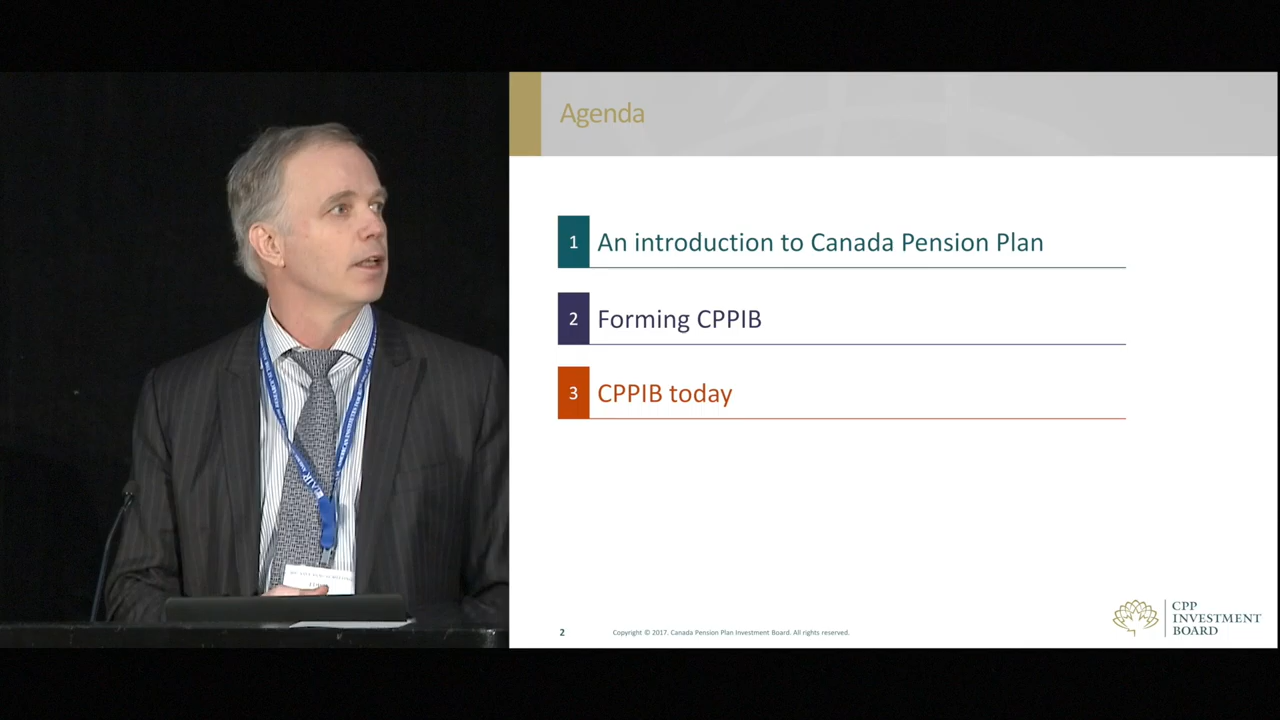 Agenda
1 An introduction to Canada Pension Plan
2 Forming CPPIB
3 CPPIB today
2 Copyright © 2017. Canada Pension Plan Investment Board. All rights reserved.
CPP
INVESTMENT
BOARD